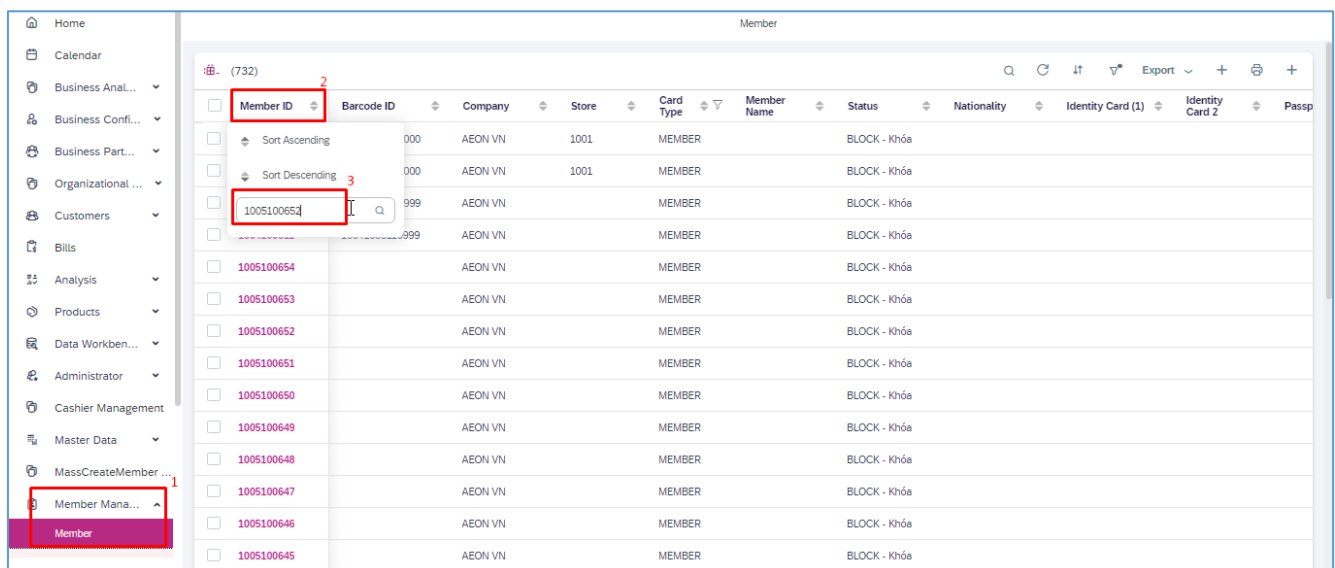 Home
Member
Calendar
(732)
Export
Business Anal...
2
Member ID
Barcode ID
Company
Store
Card Type
Member Name
Status
Nationality
Identity Card (1)
Identity Card 2
Passp
Business Confi...
Sort Ascending
000 AEON VN 1001 MEMBER BLOCK - Khóa
Business Part...
Sort Descending
000 AEON VN 1001 MEMBER BLOCK - Khóa
Organizational ...
3
1005100652
999 AEON VN MEMBER BLOCK - Khóa
Customers
999 AEON VN MEMBER BLOCK - Khóa
Bills
1005100654 AEON VN MEMBER BLOCK - Khóa
Analysis
1005100653 AEON VN MEMBER BLOCK - Khóa
Products
1005100652 AEON VN MEMBER BLOCK - Khóa
Data Workben...
1005100651 AEON VN MEMBER BLOCK - Khóa
Administrator
1005100650 AEON VN MEMBER BLOCK - Khóa
Cashier Management
1005100649 AEON VN MEMBER BLOCK - Khóa
Master Data
1005100648 AEON VN MEMBER BLOCK - Khóa
MassCreateMember ...
1
1005100647 AEON VN MEMBER BLOCK - Khóa
Member Mana...
1005100646 AEON VN MEMBER BLOCK - Khóa
Member
1005100645 AEON VN MEMBER BLOCK - Khóa